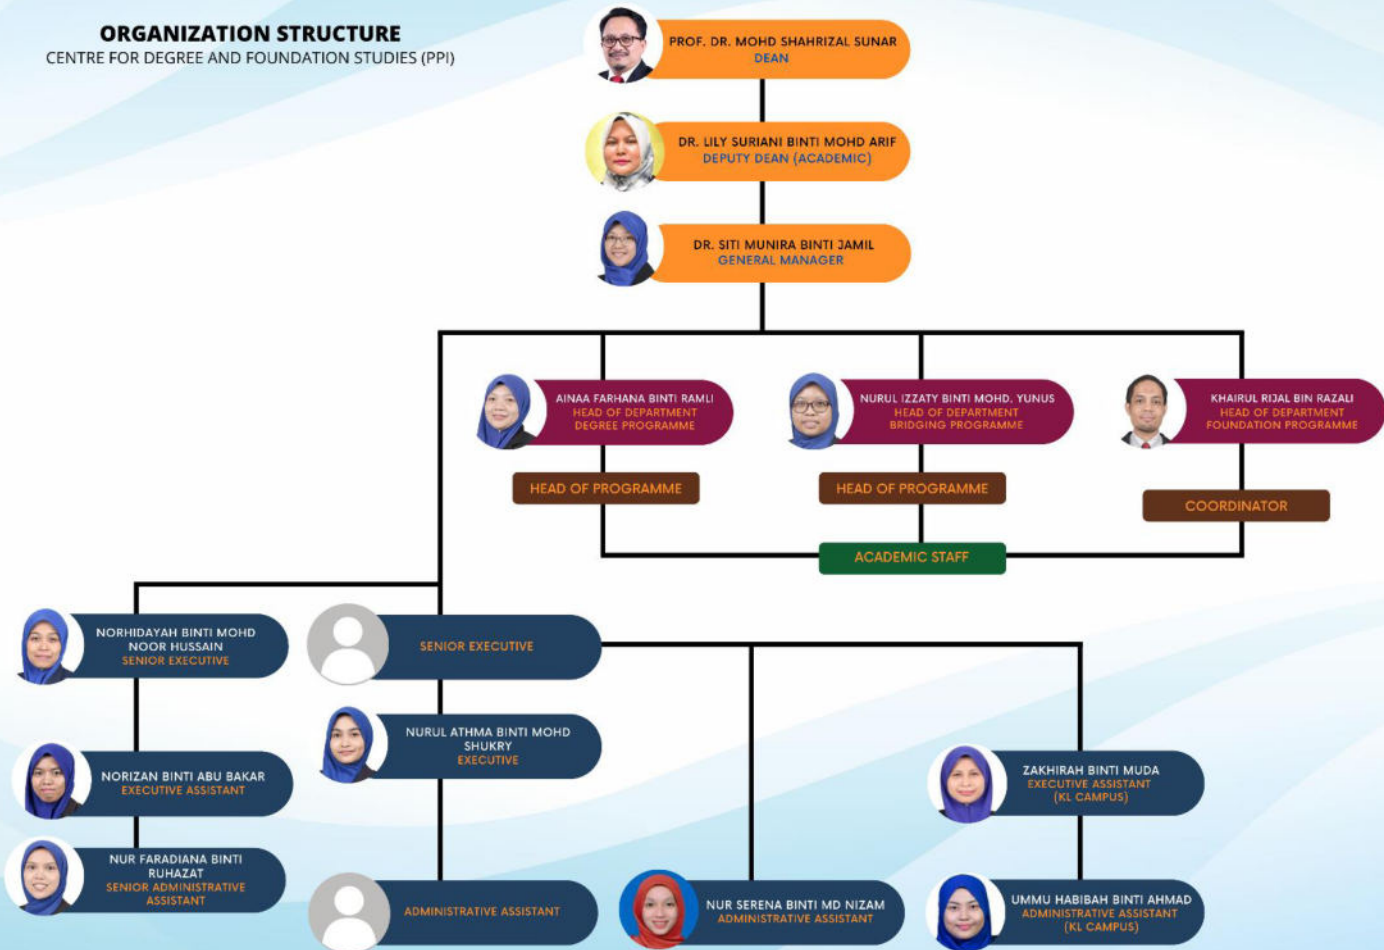 ORGANIZATION STRUCTURE
CENTRE FOR DEGREE AND FOUNDATION STUDIES (PPI)
PROF. DR. MOHD SHAHRIZAL SUNAR
DEAN
DR. LILY SURIANI BINTI MOHD ARIF
DEPUTY DEAN (ACADEMIC)
DR. SITI MUNIRA BINTI JAMIL
GENERAL MANAGER
AINAA FARHANA BINTI RAMLI
HEAD OF DEPARTMENT
DEGREE PROGRAMME
NURUL IZZATY BINTI MOHD. YUNUS
HEAD OF DEPARTMENT
BRIDGING PROGRAMME
KHAIRUL RIJAL BIN RAZALI
HEAD OF DEPARTMENT
FOUNDATION PROGRAMME
HEAD OF PROGRAMME
HEAD OF PROGRAMME
COORDINATOR
ACADEMIC STAFF
NORHIDAYAH BINTI MOHD
NOOR HUSSAIN
SENIOR EXECUTIVE
SENIOR EXECUTIVE
NURUL ATHMA BINTI MOHD
SHUKRY
EXECUTIVE
NORIZAN BINTI ABU BAKAR
EXECUTIVE ASSISTANT
ZAKHIRAH BINTI MUDA
EXECUTIVE ASSISTANT
(KL CAMPUS)
NUR FARADIANA BINTI
RUHAZAT
SENIOR ADMINISTRATIVE
ASSISTANT
ADMINISTRATIVE ASSISTANT
NUR SERENA BINTI MD NIZAM
ADMINISTRATIVE ASSISTANT
UMMU HABIBAH BINTI AHMAD
ADMINISTRATIVE ASSISTANT
(KL CAMPUS)